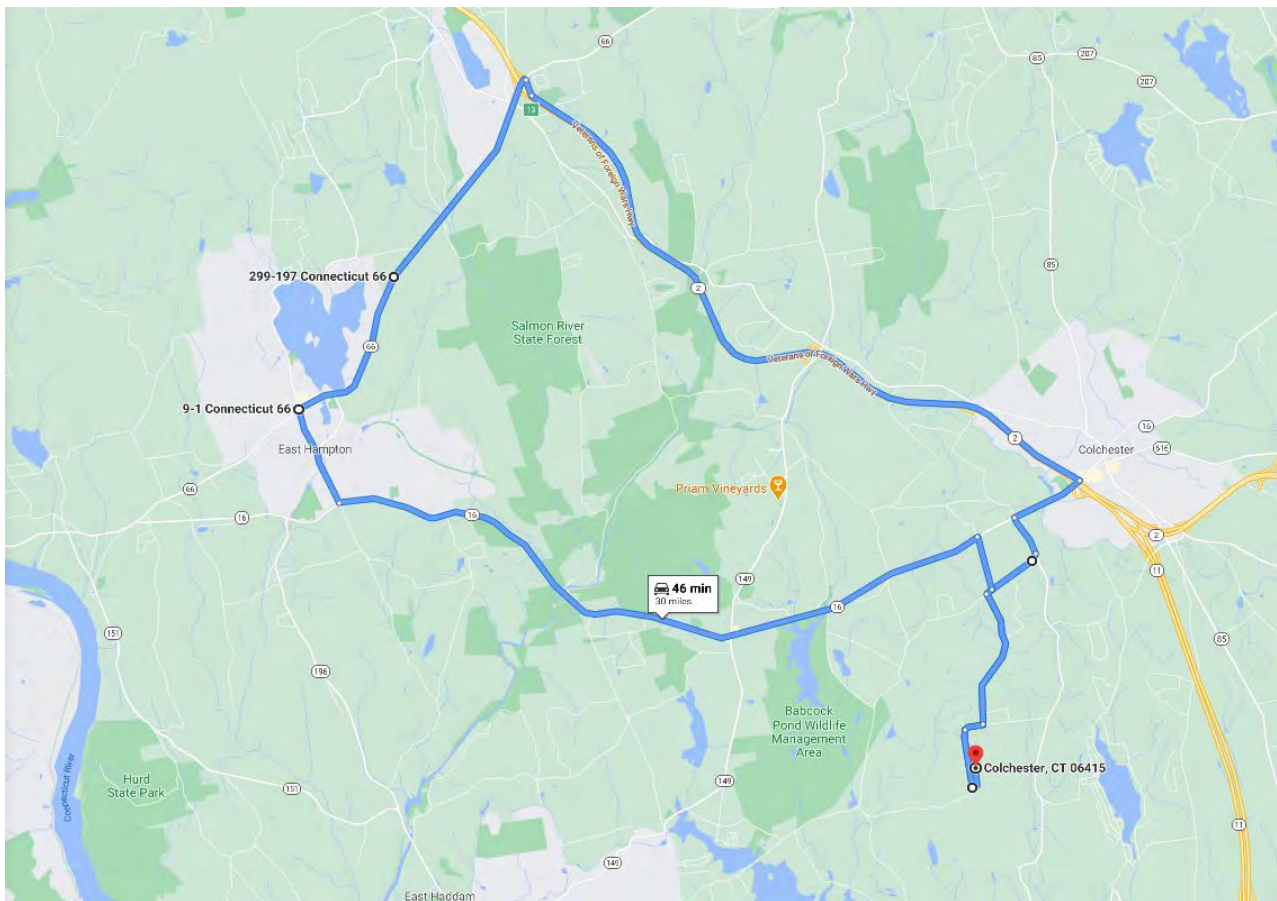 66
85
207
207
13
Veterans of Foreign Wars Hwy
85
299-197 Connecticut 66
2
Salmon River
State Forest
66
Veterans of Foreign Wars Hwy
9-1 Connecticut 66
16
2
Colchester
East Hampton
516
Priam Vineyards
66
16
16
2
11
149
46 min
30 miles
16
151
85
196
Babcock
Pond Wildlife
Management
Area
Colchester, CT 06415
Connecticut River
Hurd
State Park
151
149
11
149
East Haddam